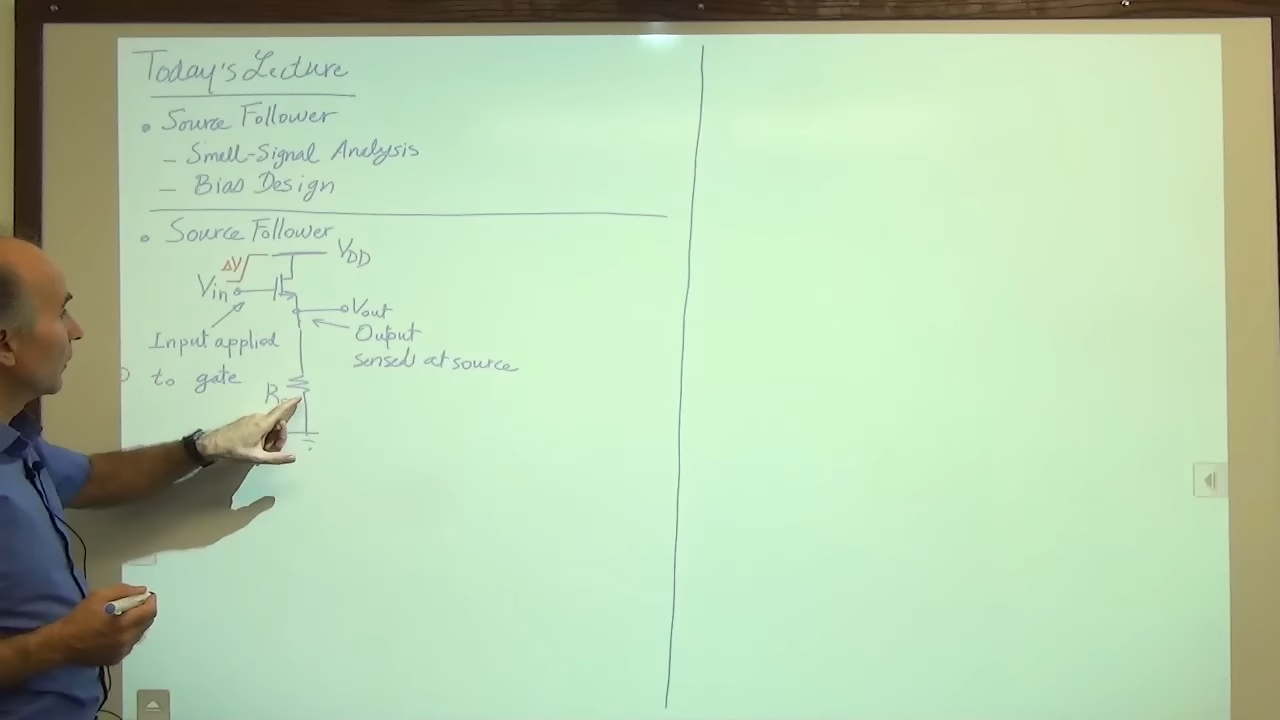 Today's Lecture
• Source Follower
– Small-Signal Analysis
– Bias Design
• Source Follower
VDD
ΔV
Vin
Vout
Input applied
to gate
Output
sensed at source